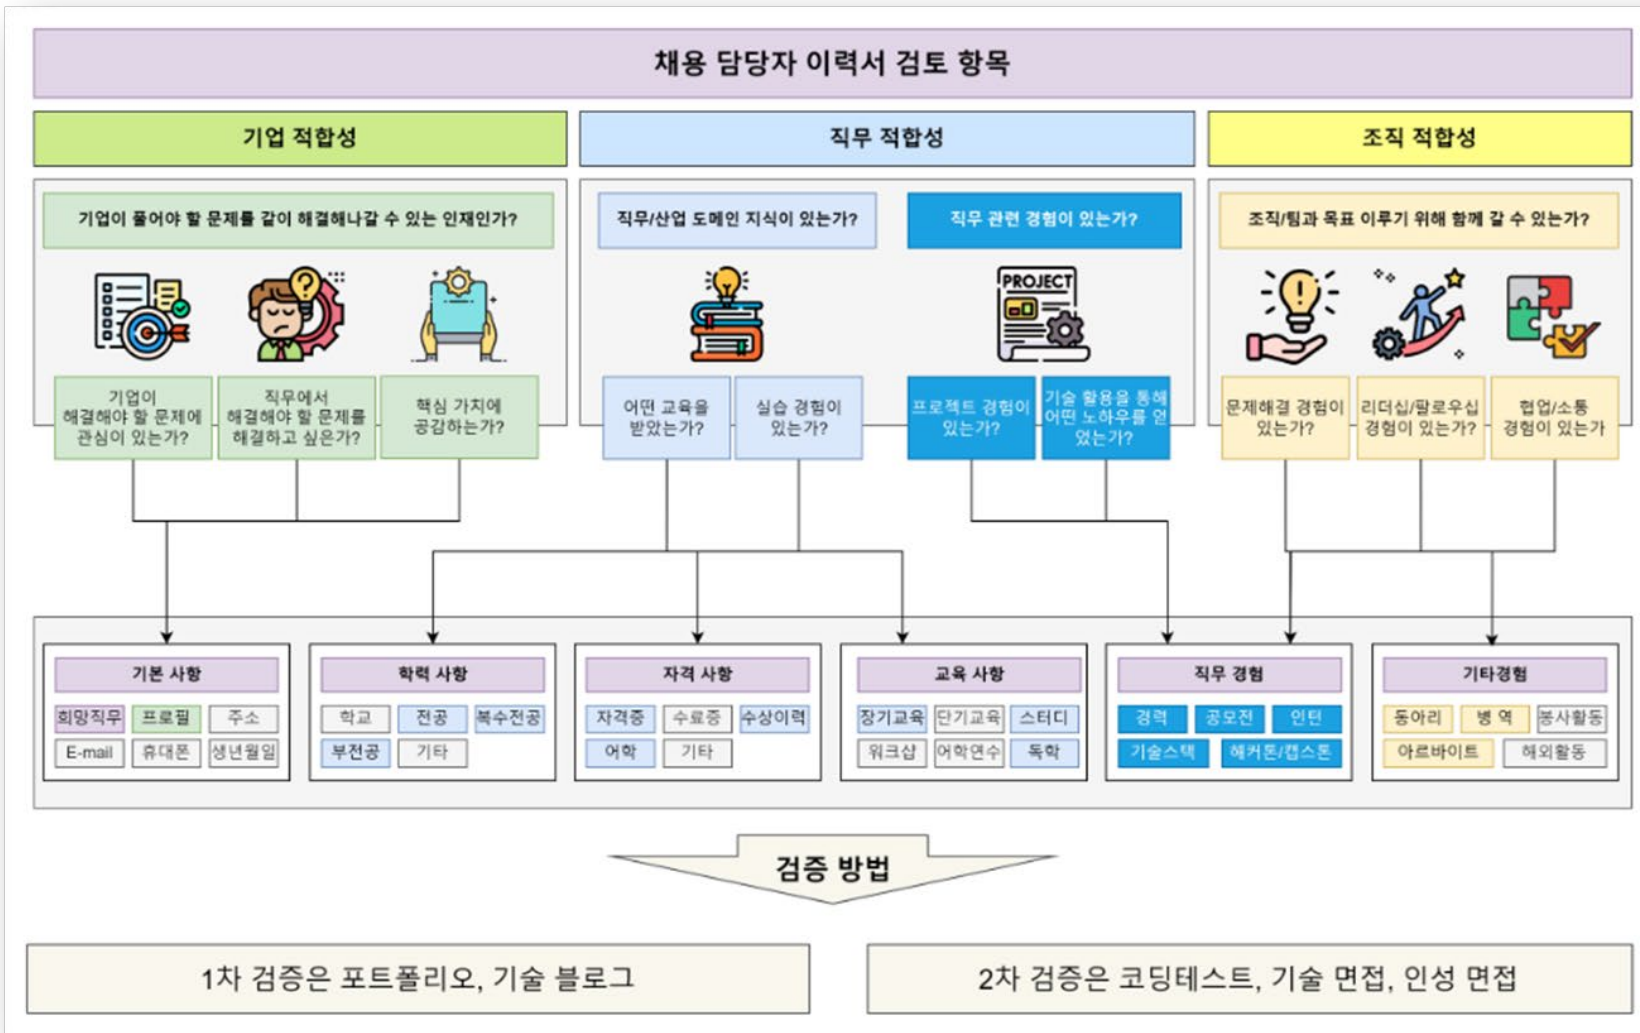 채용 담당자 이력서 검토 항목
기업 적합성
직무 적합성
조직 적합성
기업이 풀어야 할 문제를 같이 해결해나갈 수 있는 인재인가?
직무/산업 도메인 지식이 있는가?
직무 관련 경험이 있는가?
조직/팀과 목표 이루기 위해 함께 갈 수 있는가?
PROJECT
기업이
해결해야 할 문제에
관심이 있는가?
직무에서
해결해야 할 문제를
해결하고 싶은가?
핵심 가치에
공감하는가?
어떤 교육을
받았는가?
실습 경험이
있는가?
프로젝트 경험이
있는가?
기술 활용을 통해
어떤 노하우를 얻
었는가?
문제해결 경험이
있는가?
리더십/팔로우십
경험이 있는가?
협업/소통
경험이 있는가
기본 사항
희망직무 프로필 주소
E-mail 휴대폰 생년월일
학력 사항
학교 전공 복수전공
부전공 기타
자격 사항
자격증 수료증 수상이력
어학 기타
교육 사항
장기교육 단기교육 스터디
워크샵 어학연수 독학
직무 경험
경력 공모전 인턴
기술스택 해커톤/캡스톤
기타경험
동아리 병 역 봉사활동
아르바이트 해외활동
검증 방법
1차 검증은 포트폴리오, 기술 블로그
2차 검증은 코딩테스트, 기술 면접, 인성 면접